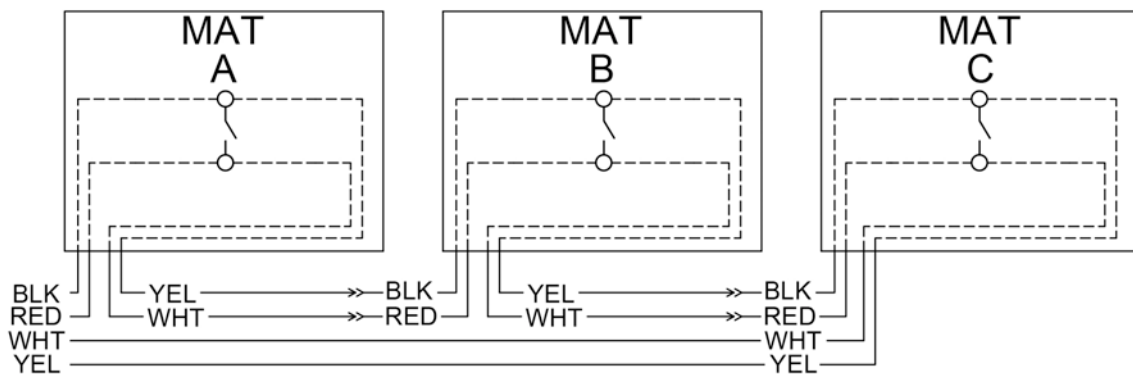 MAT
A
MAT
B
MAT
C
BLK YEL BLK YEL BLK
RED WHT RED WHT RED
WHT WHT
YEL YEL